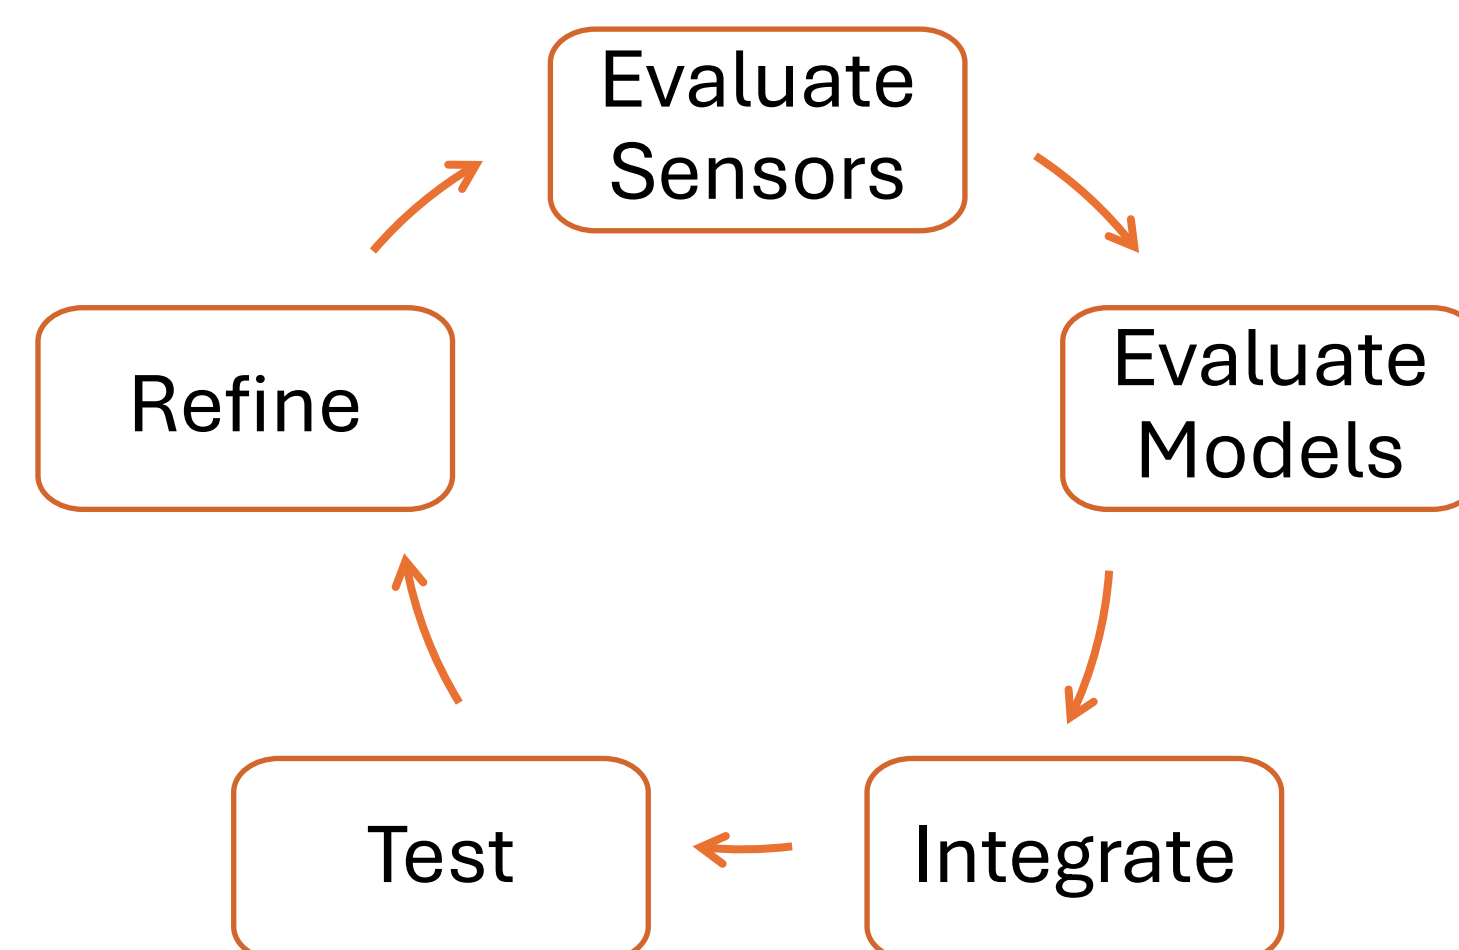 Evaluate
Sensors
Evaluate
Models
Integrate
Test
Refine